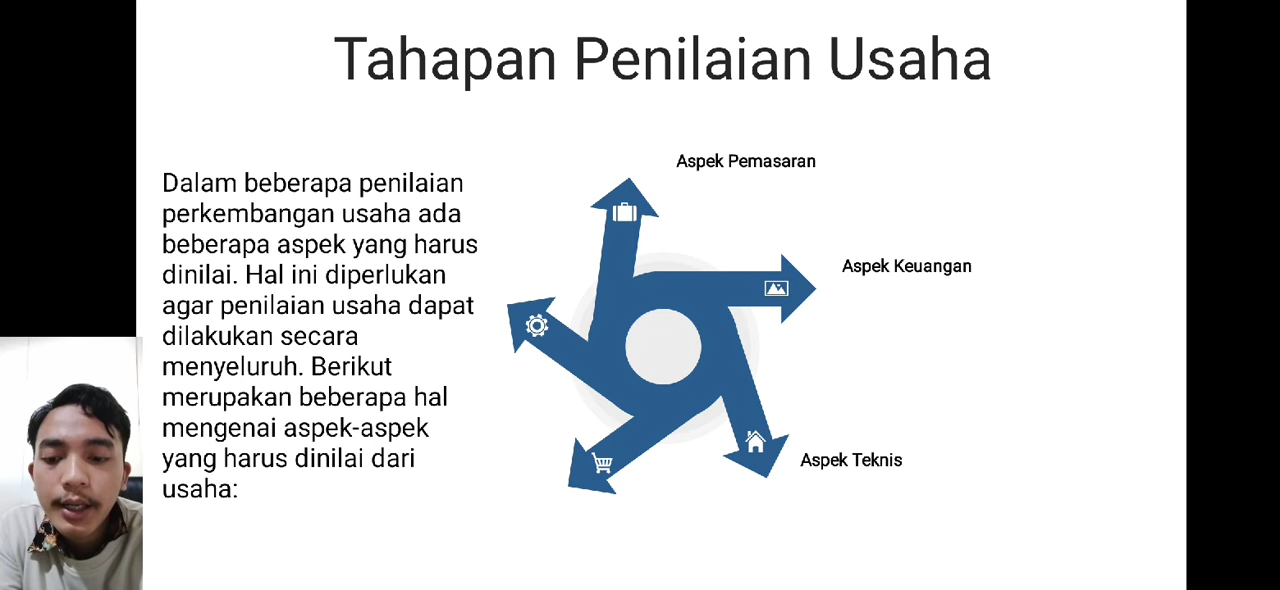 Tahapan Penilaian Usaha
Dalam beberapa penilaian
perkembangan usaha ada
beberapa aspek yang harus
dinilai. Hal ini diperlukan
agar penilaian usaha dapat
dilakukan secara
menyeluruh. Berikut
merupakan beberapa hal
mengenai aspek-aspek
yang harus dinilai dari
usaha:
Aspek Pemasaran
Aspek Keuangan
Aspek Teknis